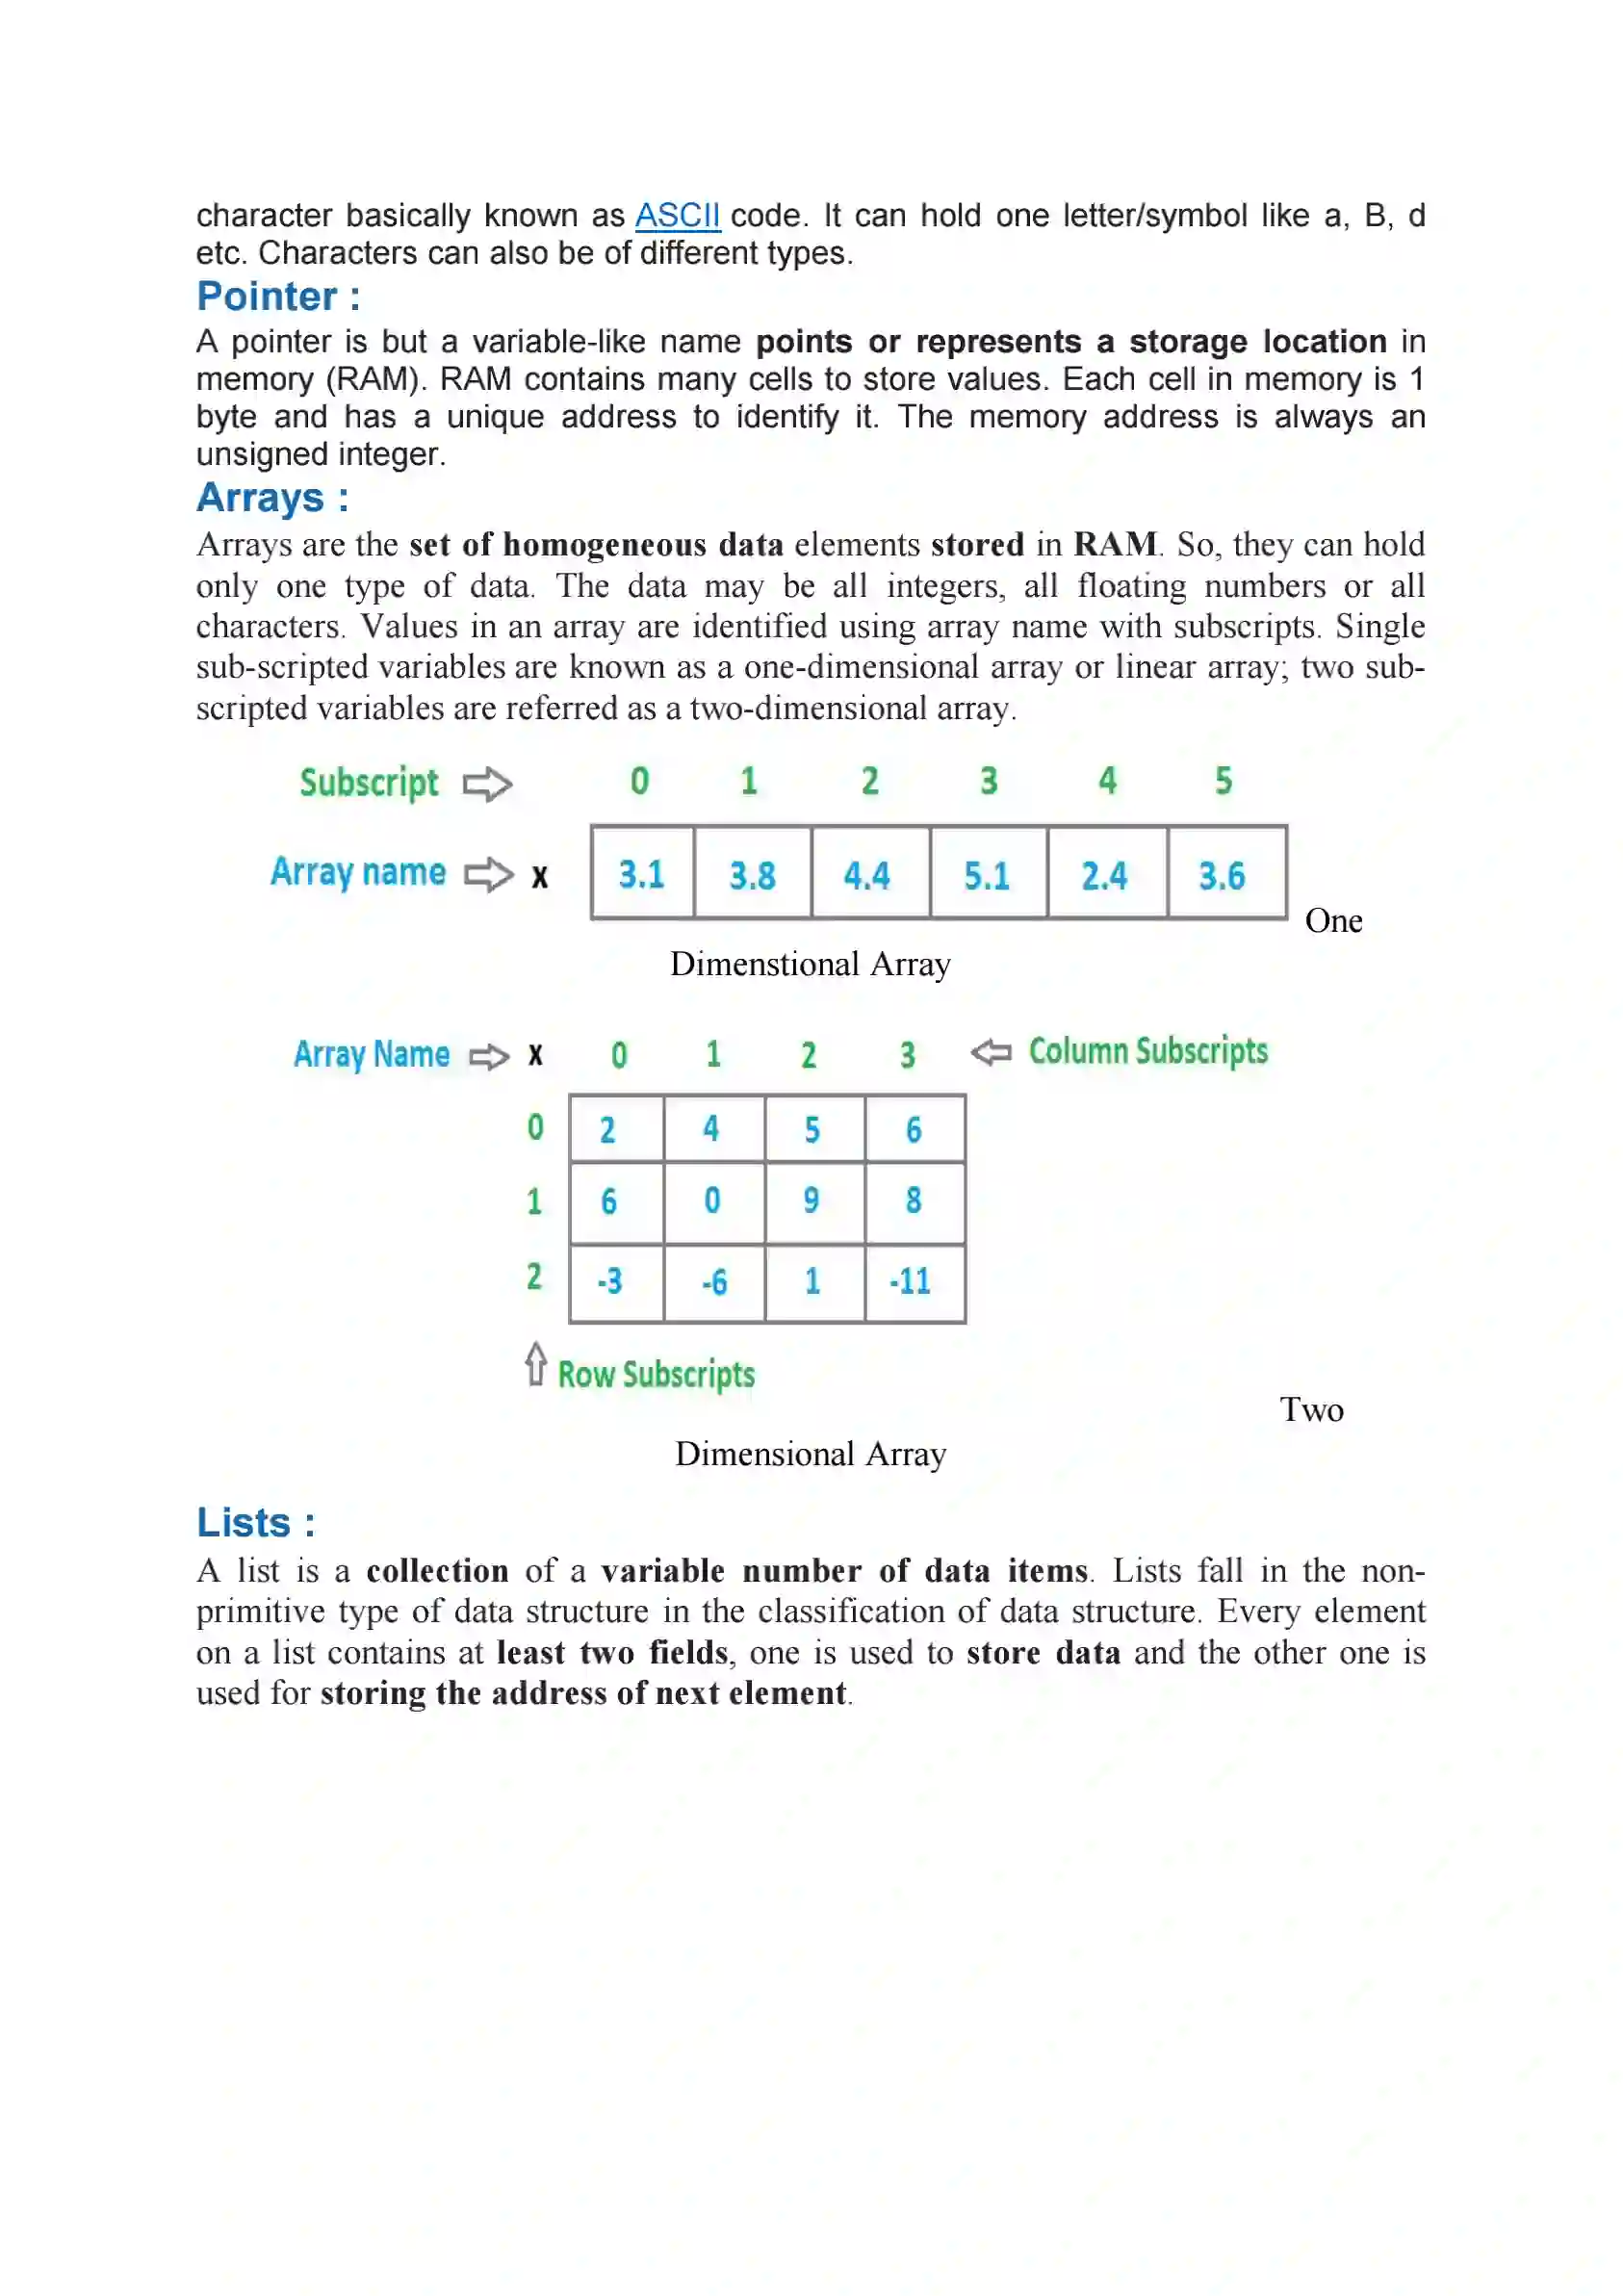 character basically known as ASCII code. It can hold one letter/symbol like a, B, d
etc. Characters can also be of different types.
Pointer :
A pointer is but a variable-like name points or represents a storage location in
memory (RAM). RAM contains many cells to store values. Each cell in memory is 1
byte and has a unique address to identify it. The memory address is always an
unsigned integer.
Arrays :
Arrays are the set of homogeneous data elements stored in RAM. So, they can hold
only one type of data. The data may be all integers, all floating numbers or all
characters. Values in an array are identified using array name with subscripts. Single
sub-scripted variables are known as a one-dimensional array or linear array; two sub-
scripted variables are referred as a two-dimensional array.
Subscript 0 1 2 3 4 5
Array name x 3.1 3.8 4.4 5.1 2.4 3.6
One
Dimenstional Array
Array Name x 0 1 2 3 Column Subscripts
0 2 4 5 6
1 6 0 9 8
2 -3 -6 1 -11
Row Subscripts
Two
Dimensional Array
Lists :
A list is a collection of a variable number of data items. Lists fall in the non-
primitive type of data structure in the classification of data structure. Every element
on a list contains at least two fields, one is used to store data and the other one is
used for storing the address of next element.